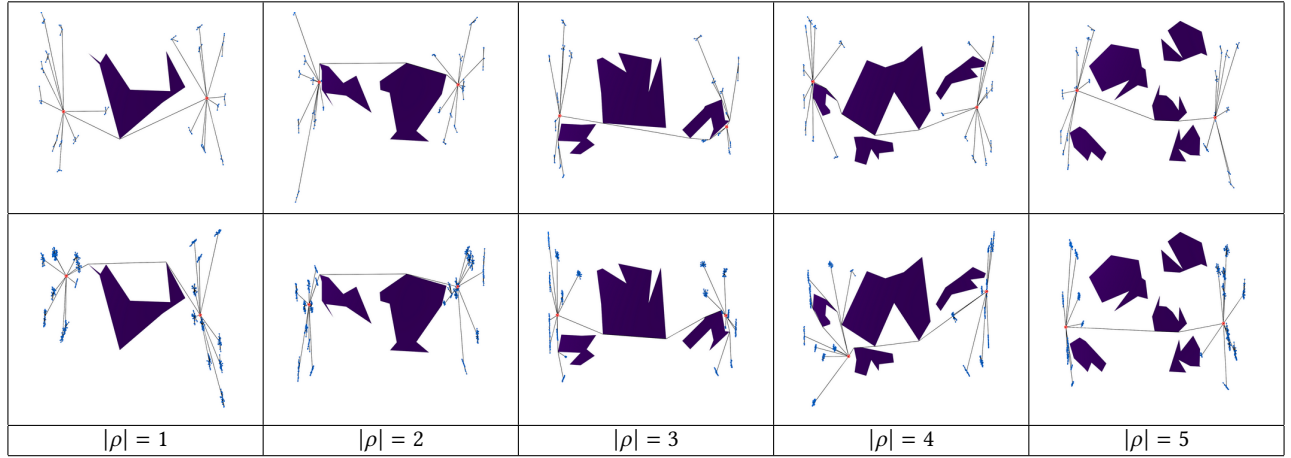 |ρ| = 1 |ρ| = 2 |ρ| = 3 |ρ| = 4 |ρ| = 5